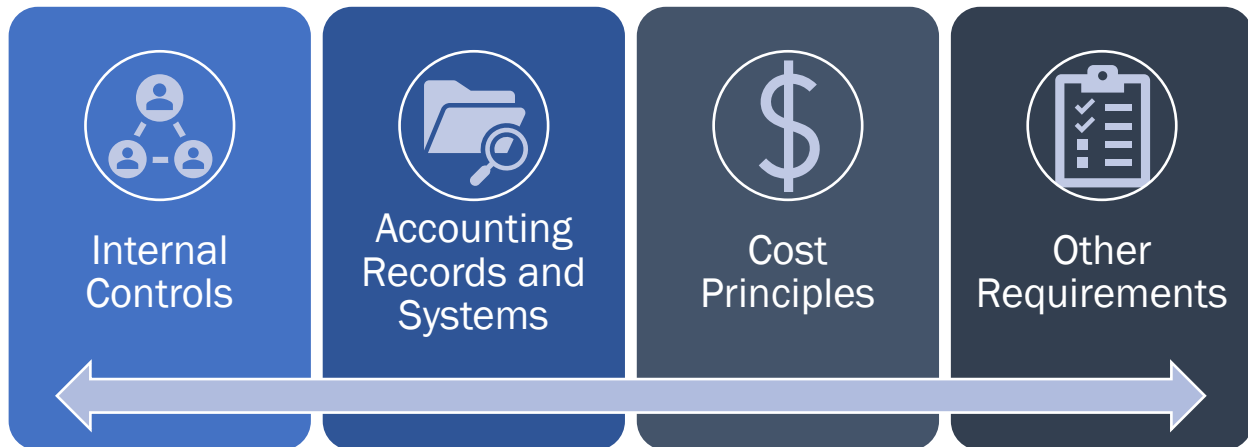 Internal
Controls
Accounting
Records and
Systems
Cost
Principles
Other
Requirements